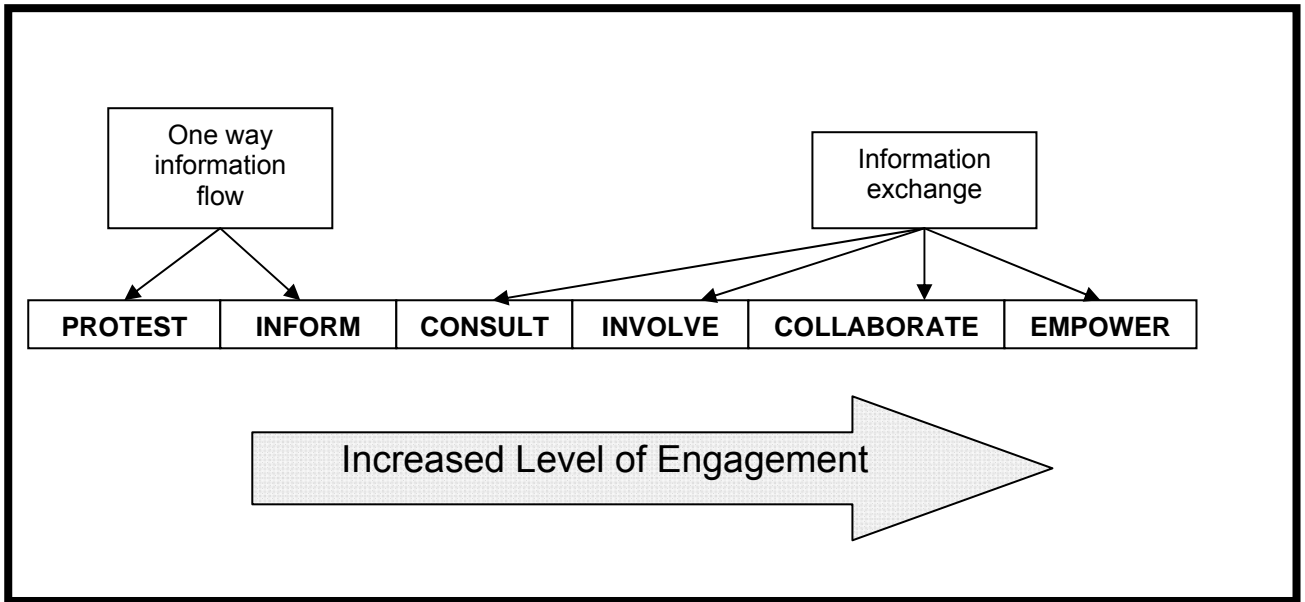 One way
information
flow
Information
exchange
PROTEST INFORM CONSULT INVOLVE COLLABORATE EMPOWER
Increased Level of Engagement